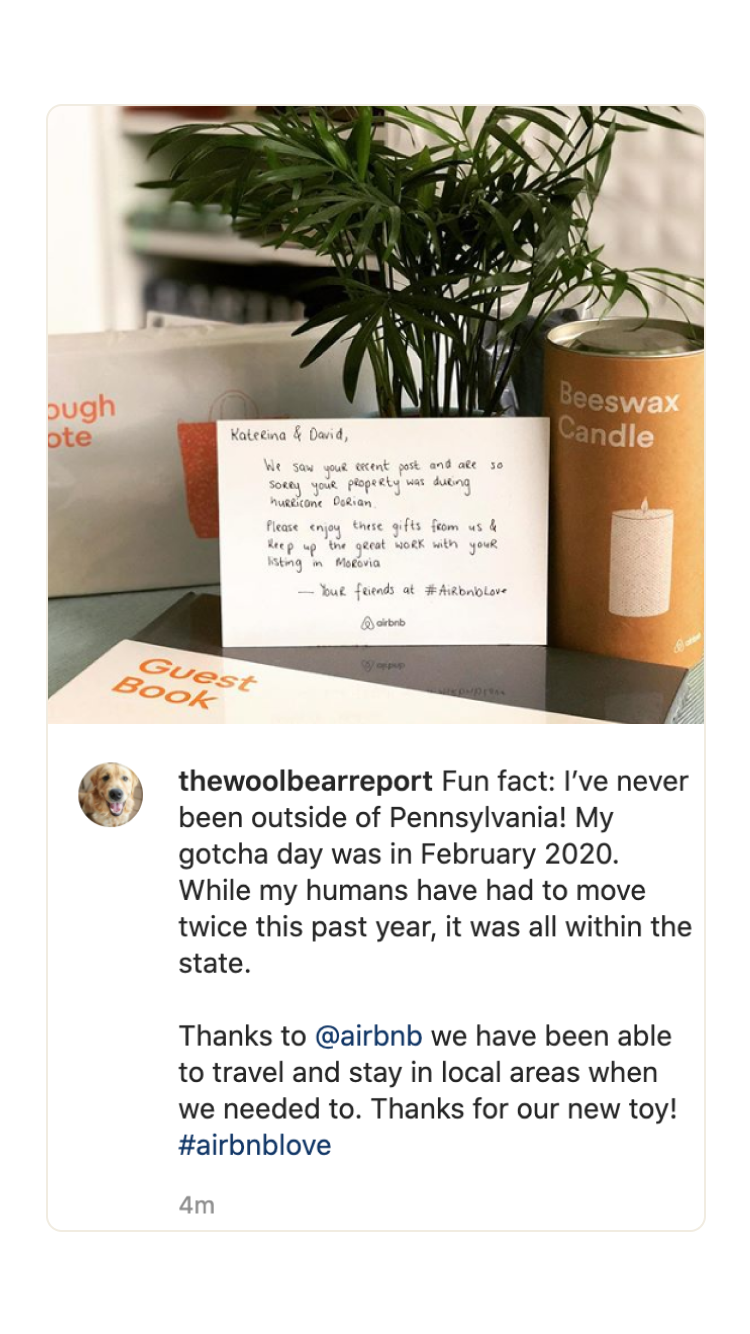 ough
ote
Beeswax
Candle
Katerina & David,
We saw your recent post and are so
sorry your property was during
hurricane Dorian.
Please enjoy these gifts from us &
keep up the great work with your
listing in Morovia
— Your friends at #AirbnbLove
airbnb
airbnb
Guest
Book
thewoolbearreport Fun fact: I’ve never
been outside of Pennsylvania! My
gotcha day was in February 2020.
While my humans have had to move
twice this past year, it was all within the
state.
Thanks to @airbnb we have been able
to travel and stay in local areas when
we needed to. Thanks for our new toy!
#airbnblove
4m